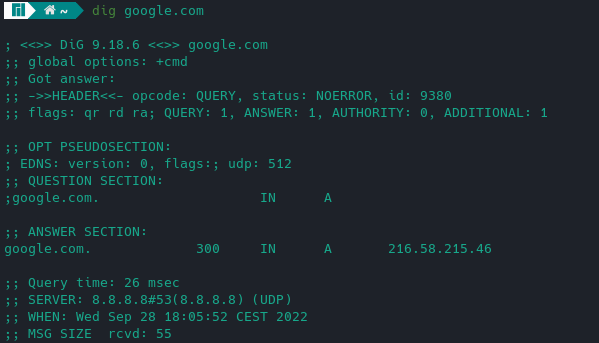 ~ dig google.com
; <<>> DiG 9.18.6 <<>> google.com
;; global options: +cmd
;; Got answer:
;; ->>HEADER<<- opcode: QUERY, status: NOERROR, id: 9380
;; flags: qr rd ra; QUERY: 1, ANSWER: 1, AUTHORITY: 0, ADDITIONAL: 1
;; OPT PSEUDOSECTION:
; EDNS: version: 0, flags:; udp: 512
;; QUESTION SECTION:
;google.com. IN A
;; ANSWER SECTION:
google.com. 300 IN A 216.58.215.46
;; Query time: 26 msec
;; SERVER: 8.8.8.8#53(8.8.8.8) (UDP)
;; WHEN: Wed Sep 28 18:05:52 CEST 2022
;; MSG SIZE rcvd: 55